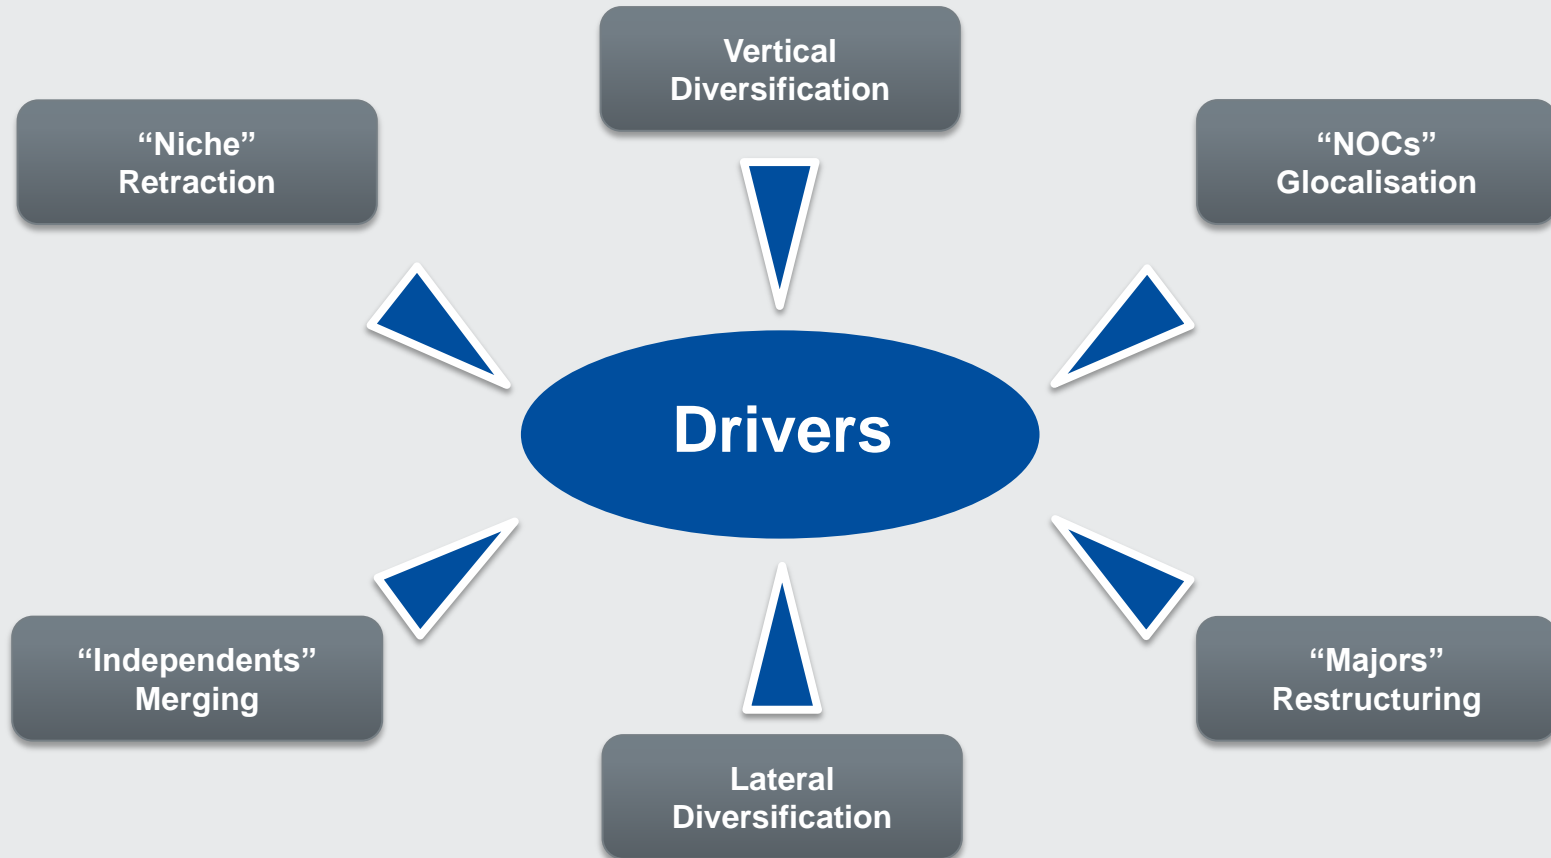 Vertical
Diversification
“Niche”
Retraction
“NOCs”
Glocalisation
Drivers
“Independents”
Merging
“Majors”
Restructuring
Lateral
Diversification